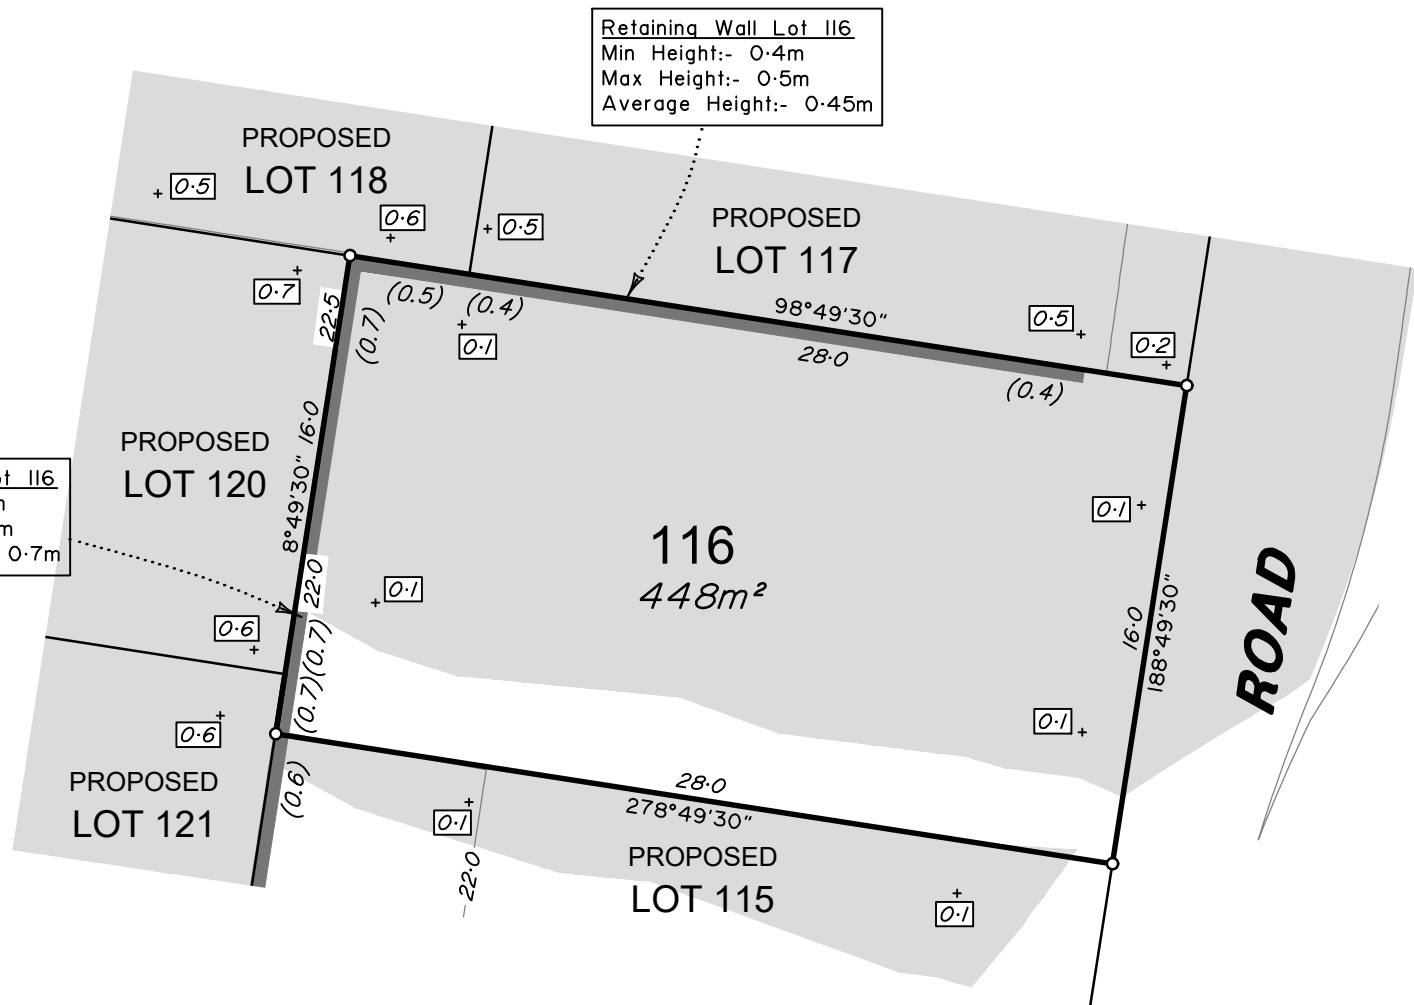 Retaining Wall Lot 116
Min Height:- 0·4m
Max Height:- 0·5m
Average Height:- 0·45m
PROPOSED
LOT 118
0·5
0·6
0·5
PROPOSED
LOT 117
0·7
22·5
(0.5)
(0.4)
(0.7)
0·1
98°49'30"
28·0
0·5
0·2
(0.4)
PROPOSED
LOT 120
8°49'30" 16·0
116
m
0·7m
116
448m²
0·1
0·1
22·0
0·6
(0.7)(0.7)
16·0
188°49'30"
ROAD
0·6
0·1
PROPOSED
LOT 121
(0.6)
28·0
278°49'30"
0·1
22·0
PROPOSED
LOT 115
0·1